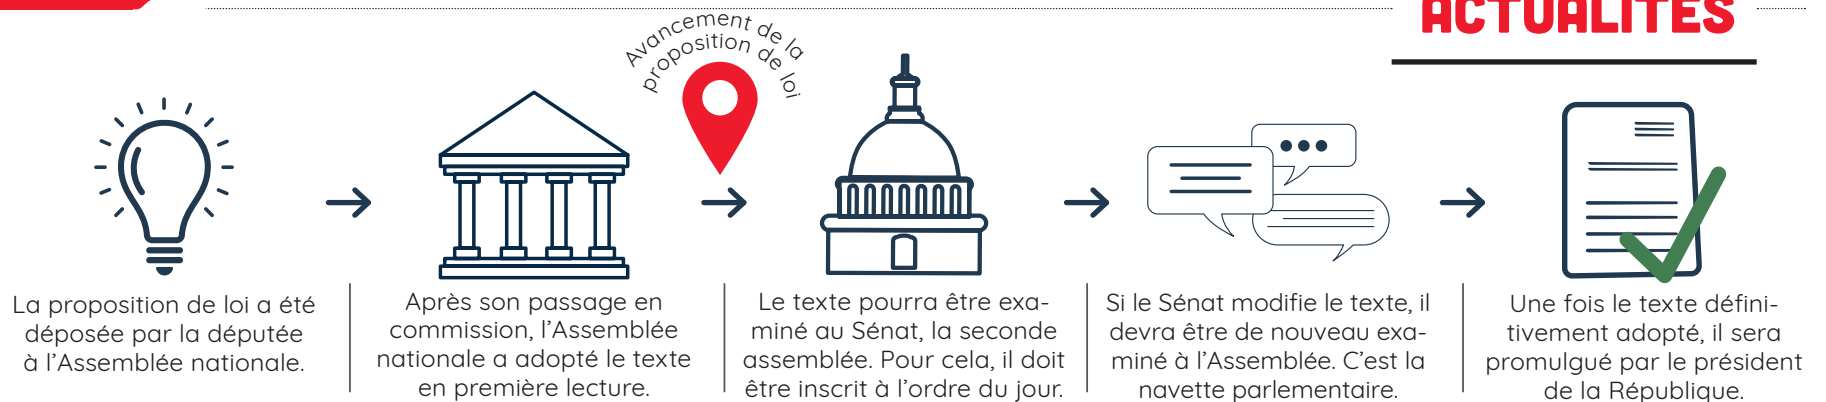 ACTUALITÉS
Avancement de la
proposition de loi
La proposition de loi a été
déposée par la députée
à l'Assemblée nationale.
Après son passage en
commission, l'Assemblée
nationale a adopté le texte
en première lecture.
Le texte pourra être exa-
miné au Sénat, la seconde
assemblée. Pour cela, il doit
être inscrit à l'ordre du jour.
Si le Sénat modifie le texte, il
devra être de nouveau exa-
miné à l'Assemblée. C'est la
navette parlementaire.
Une fois le texte défini-
tivement adopté, il sera
promulgué par le président
de la République.